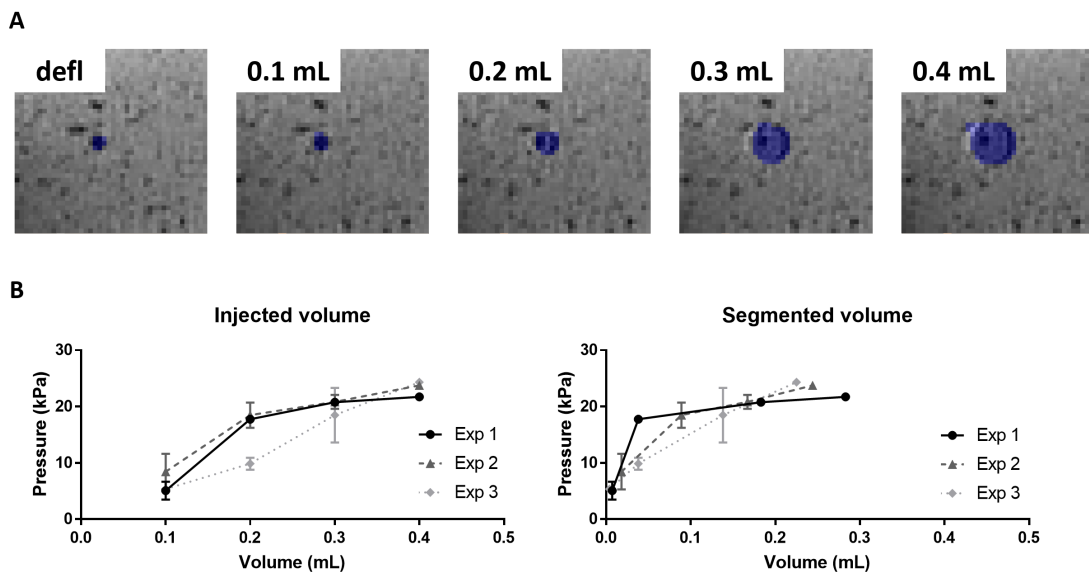 A
defl 0.1 mL 0.2 mL 0.3 mL 0.4 mL
B
Injected volume
Pressure (kPa)
30
20
10
0
0.0 0.1 0.2 0.3 0.4 0.5
Volume (mL)
Exp 1
Exp 2
Exp 3
Segmented volume
Pressure (kPa)
30
20
10
0
0.0 0.1 0.2 0.3 0.4 0.5
Volume (mL)
Exp 1
Exp 2
Exp 3